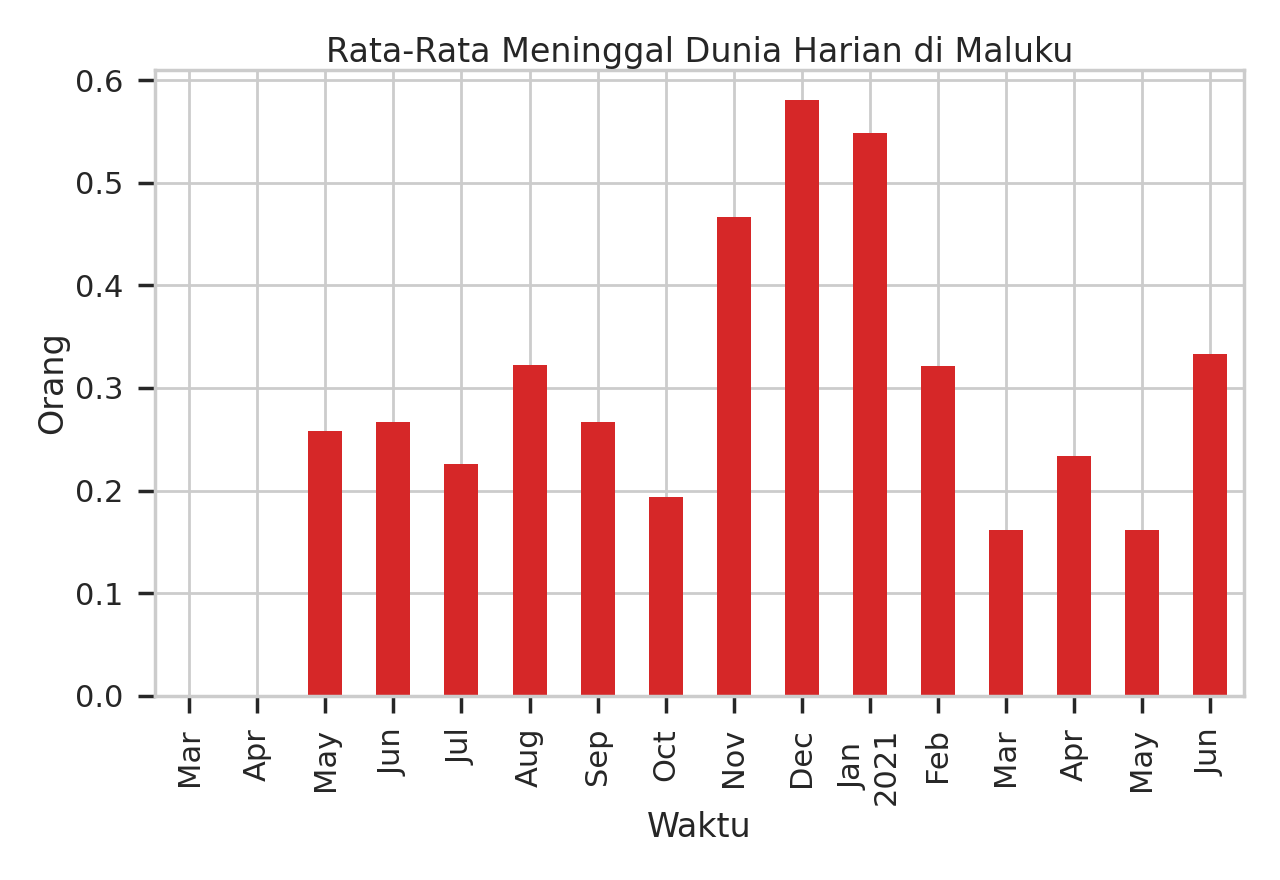 Rata-Rata Meninggal Dunia Harian di Maluku
0.6
0.5
0.4
0.3
0.2
0.1
0.0
Orang
Mar
Apr
May
Jun
Jul
Aug
Sep
Oct
Nov
Dec
Jan
2021
Feb
Mar
Apr
May
Jun
Waktu